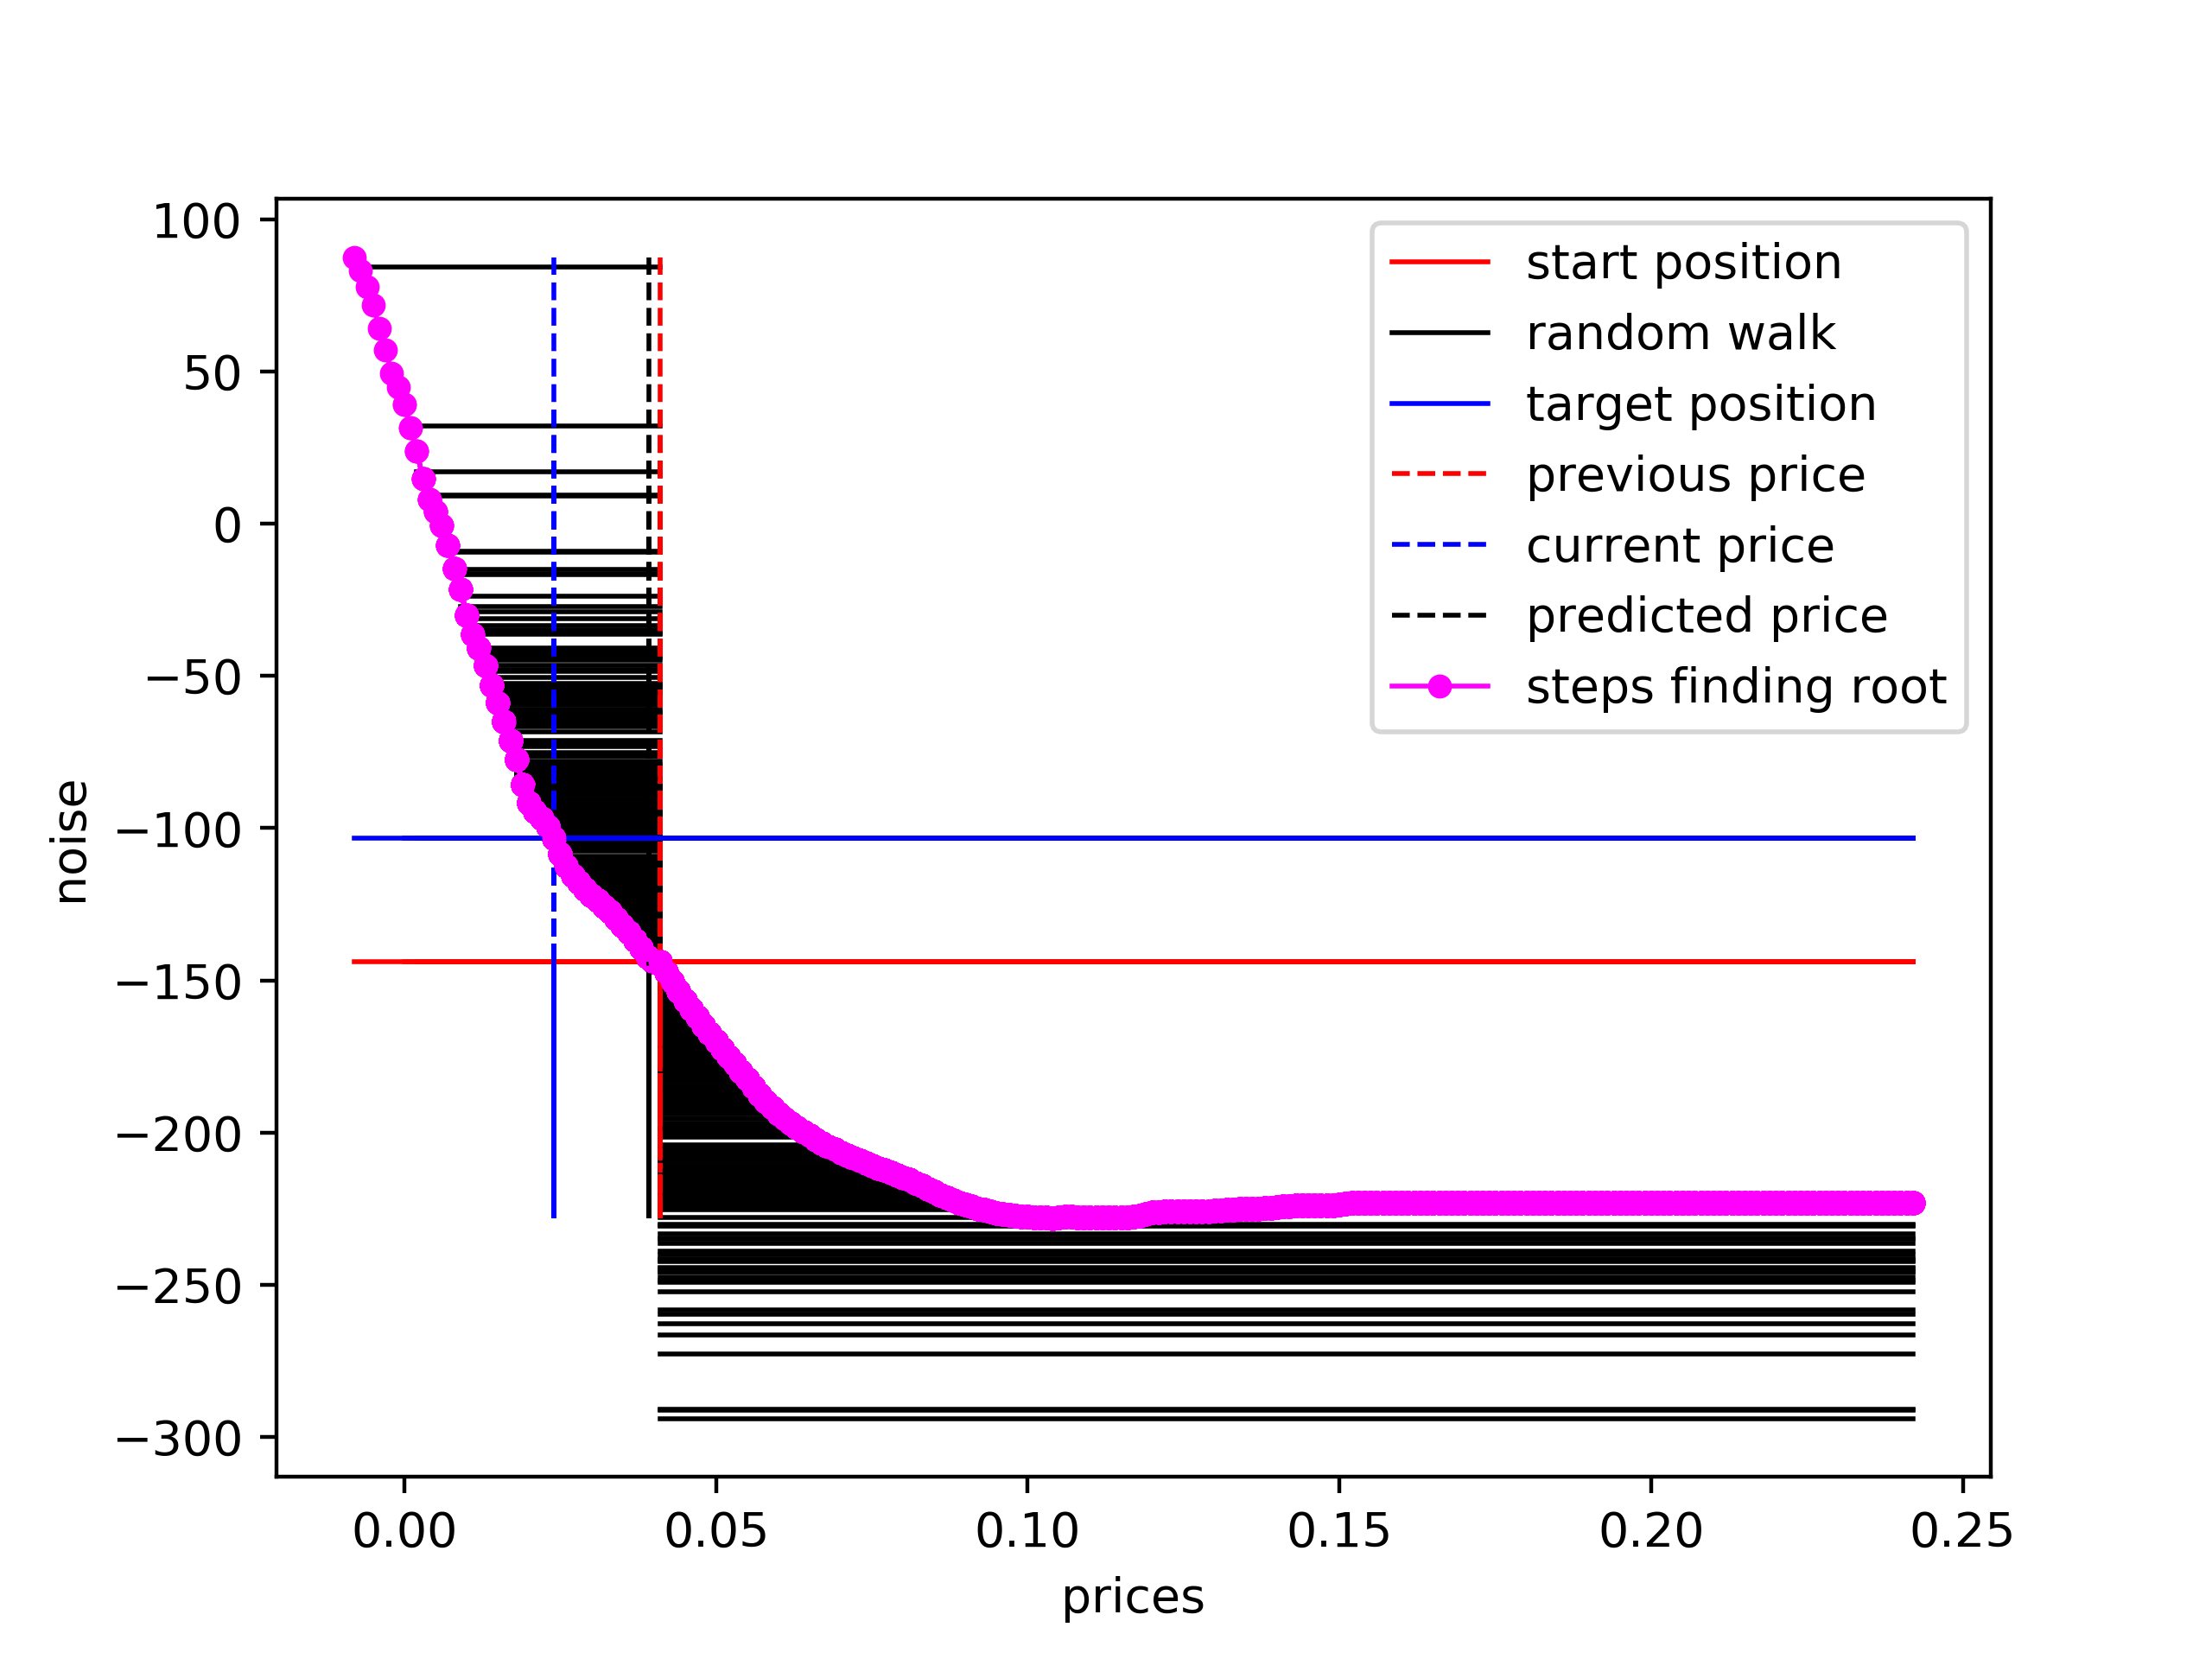 100
50
0
−50
−100
−150
−200
−250
−300
noise
start position
random walk
target position
previous price
current price
predicted price
steps finding root
0.00 0.05 0.10 0.15 0.20 0.25
prices